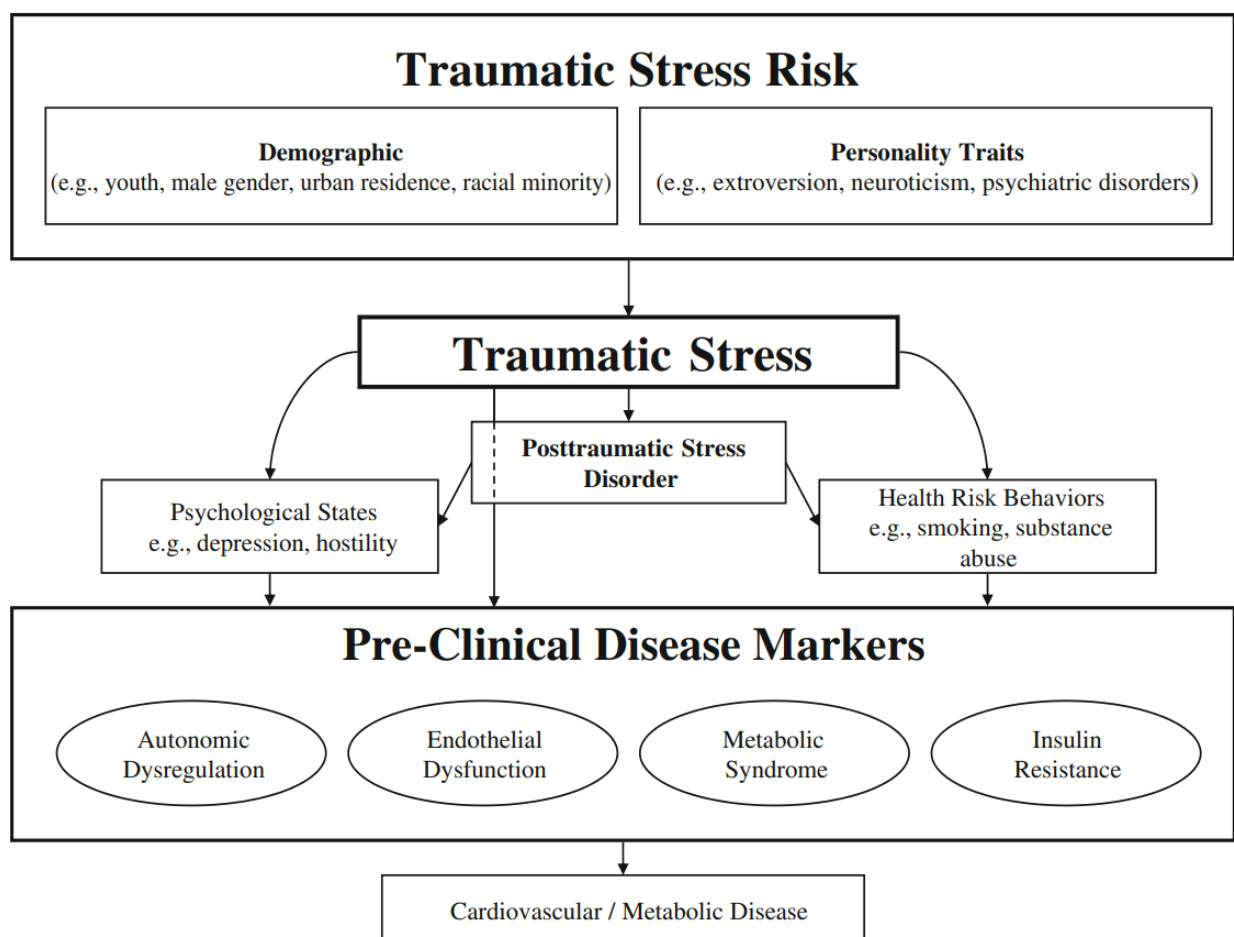 Traumatic Stress Risk
Demographic
(e.g., youth, male gender, urban residence, racial minority)
Personality Traits
(e.g., extroversion, neuroticism, psychiatric disorders)
Traumatic Stress
Posttraumatic Stress
Disorder
Psychological States
e.g., depression, hostility
Health Risk Behaviors
e.g., smoking, substance
abuse
Pre-Clinical Disease Markers
Autonomic
Dysregulation
Endothelial
Dysfunction
Metabolic
Syndrome
Insulin
Resistance
Cardiovascular / Metabolic Disease